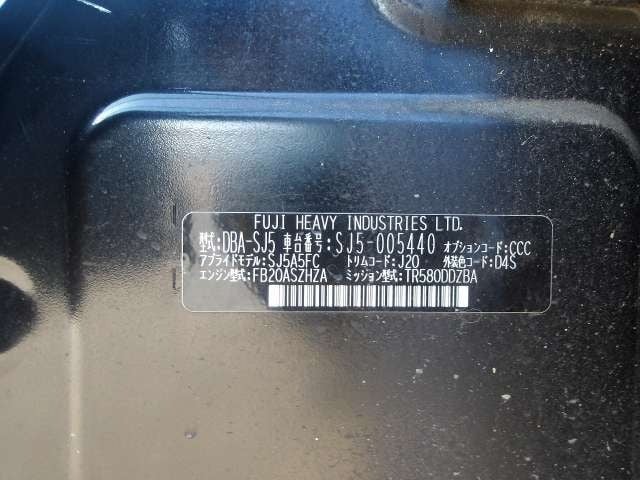 FUJI HEAVY INDUSTRIES LTD.
型式:DBA-SJ5 車台番号:SJ5-005440 オプションコード:CCC
アプライドモデル:SJ5A5FC トリムコード:J20 外装色コード:D4S
エンジン型式:FB20ASZHZA ミッション型式:TR580DDZBA